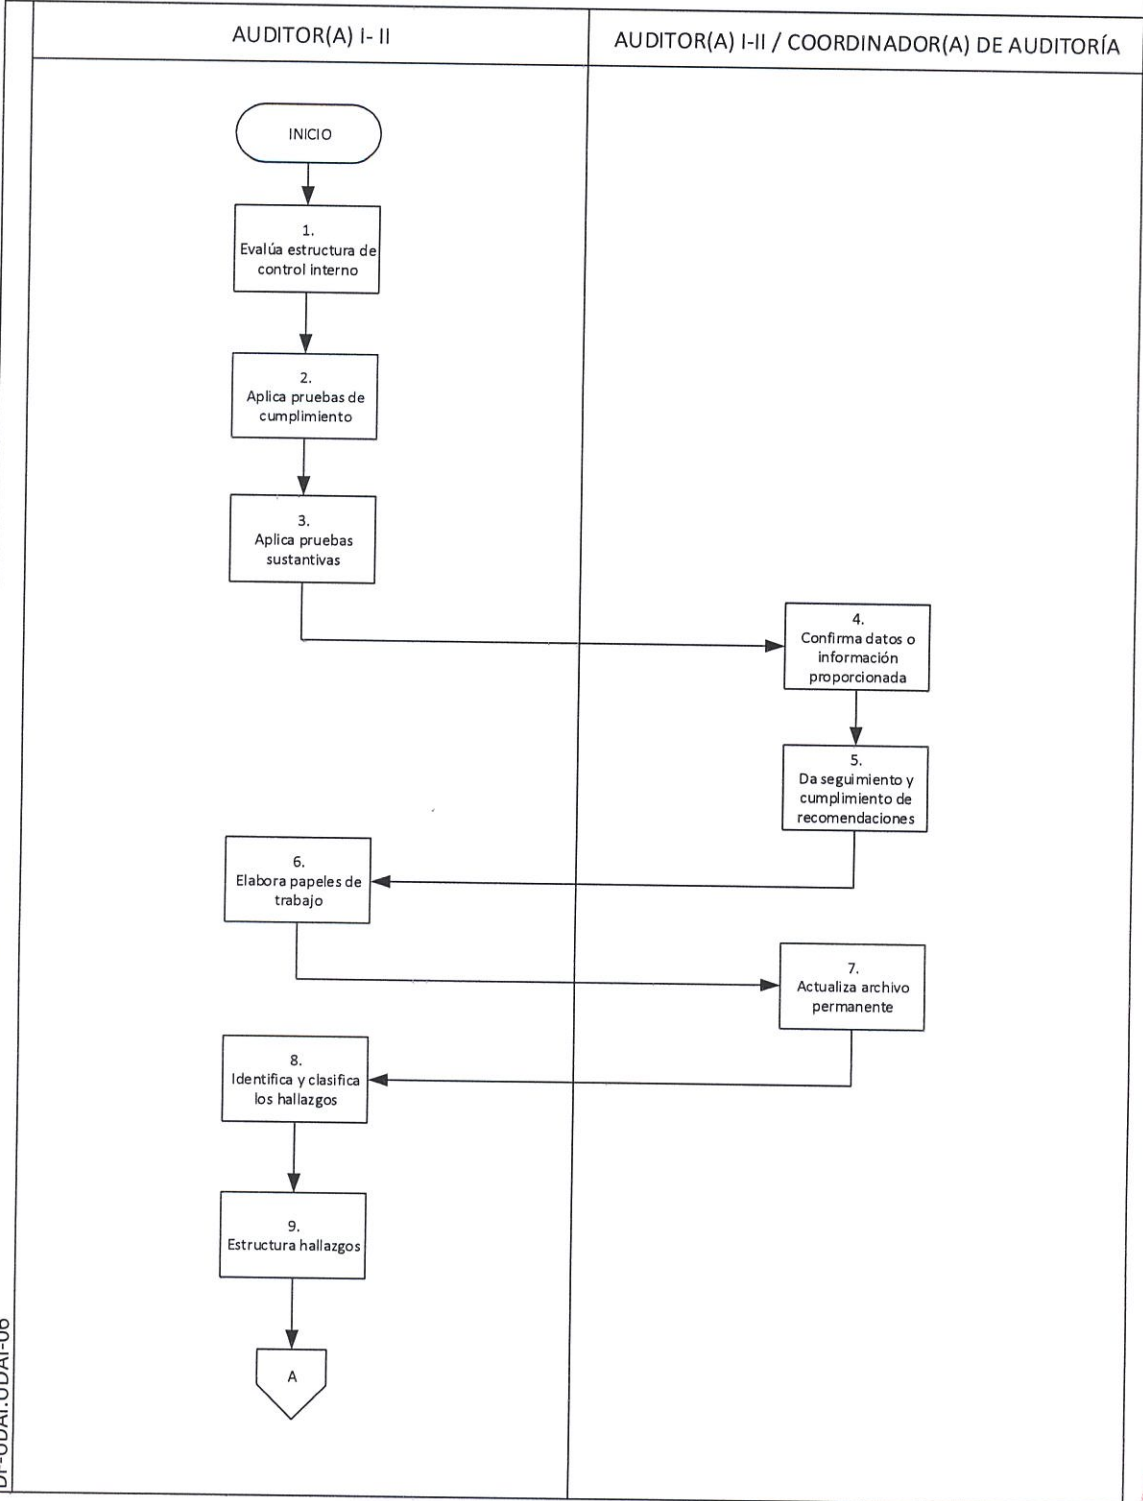 AUDITOR(A) I- II
AUDITOR(A) I-II / COORDINADOR(A) DE AUDITORÍA
INICIO
1.
Evalúa estructura de
control interno
2.
Aplica pruebas de
cumplimiento
3.
Aplica pruebas
sustantivas
4.
Confirma datos o
información
proporcionada
5.
Da seguimiento y
cumplimiento de
recomendaciones
6.
Elabora papeles de
trabajo
7.
Actualiza archivo
permanente
8.
Identifica y clasifica
los hallazgos
9.
Estructura hallazgos
A